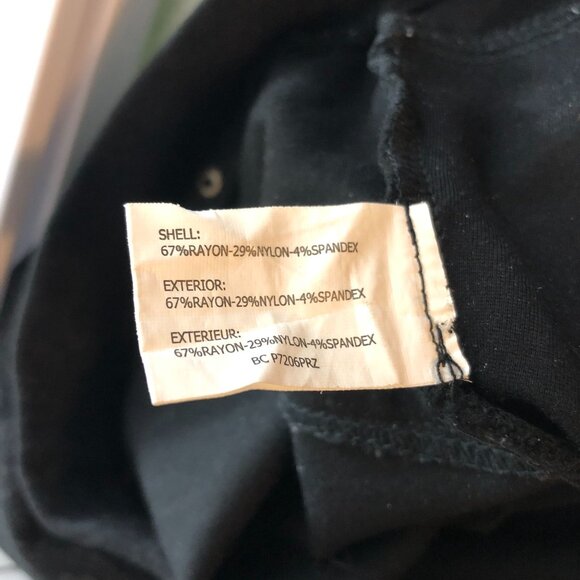 SHELL:
67%RAYON-29%NYLON-4%SPANDEX
EXTERIOR:
67%RAYON-29%NYLON-4%SPANDEX
EXTERIEUR:
67%RAYON-29%NYLON-4%SPANDEX
BC P7206PRZ